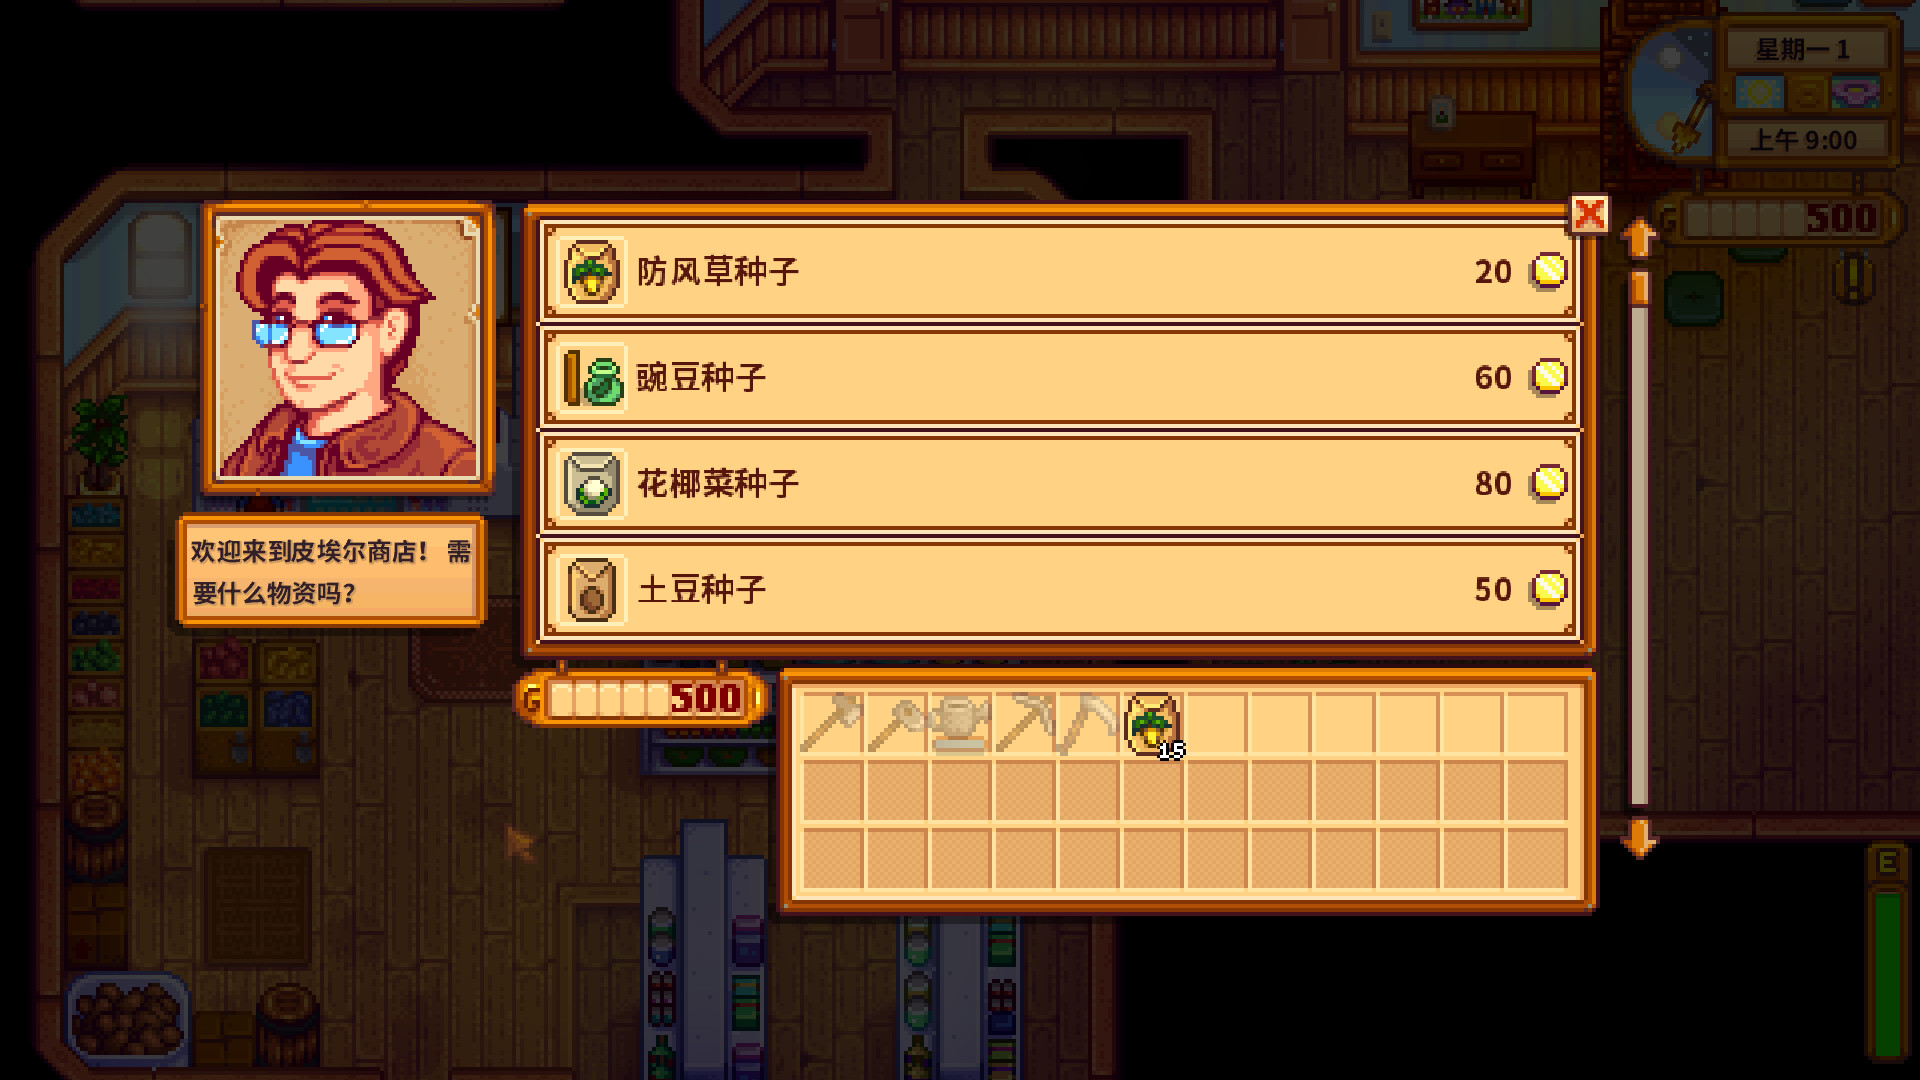 星期一 1
上午 9:00
500
防风草种子 20
豌豆种子 60
花椰菜种子 80
土豆种子 50
欢迎来到皮埃尔商店！需
要什么物资吗？
G 500
15
E